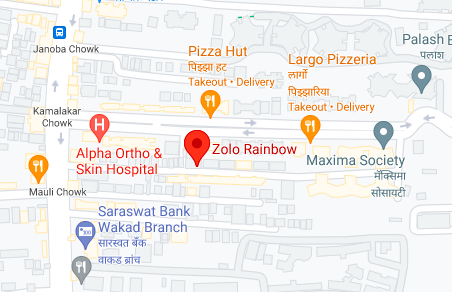 Janoba Chowk
Pizza Hut
पिझ्झा हट
Takeout • Delivery
Largo Pizzeria
लार्गो
पिझ्झारिया
Takeout • Delivery
Palash B
पलाश
Kamalakar
Chowk
H
Alpha Ortho &
Skin Hospital
Zolo Rainbow
Maxima Society
मॅक्सिमा
सोसायटी
Mauli Chowk
Saraswat Bank
Wakad Branch
सारस्वत बँक
वाकड ब्रांच